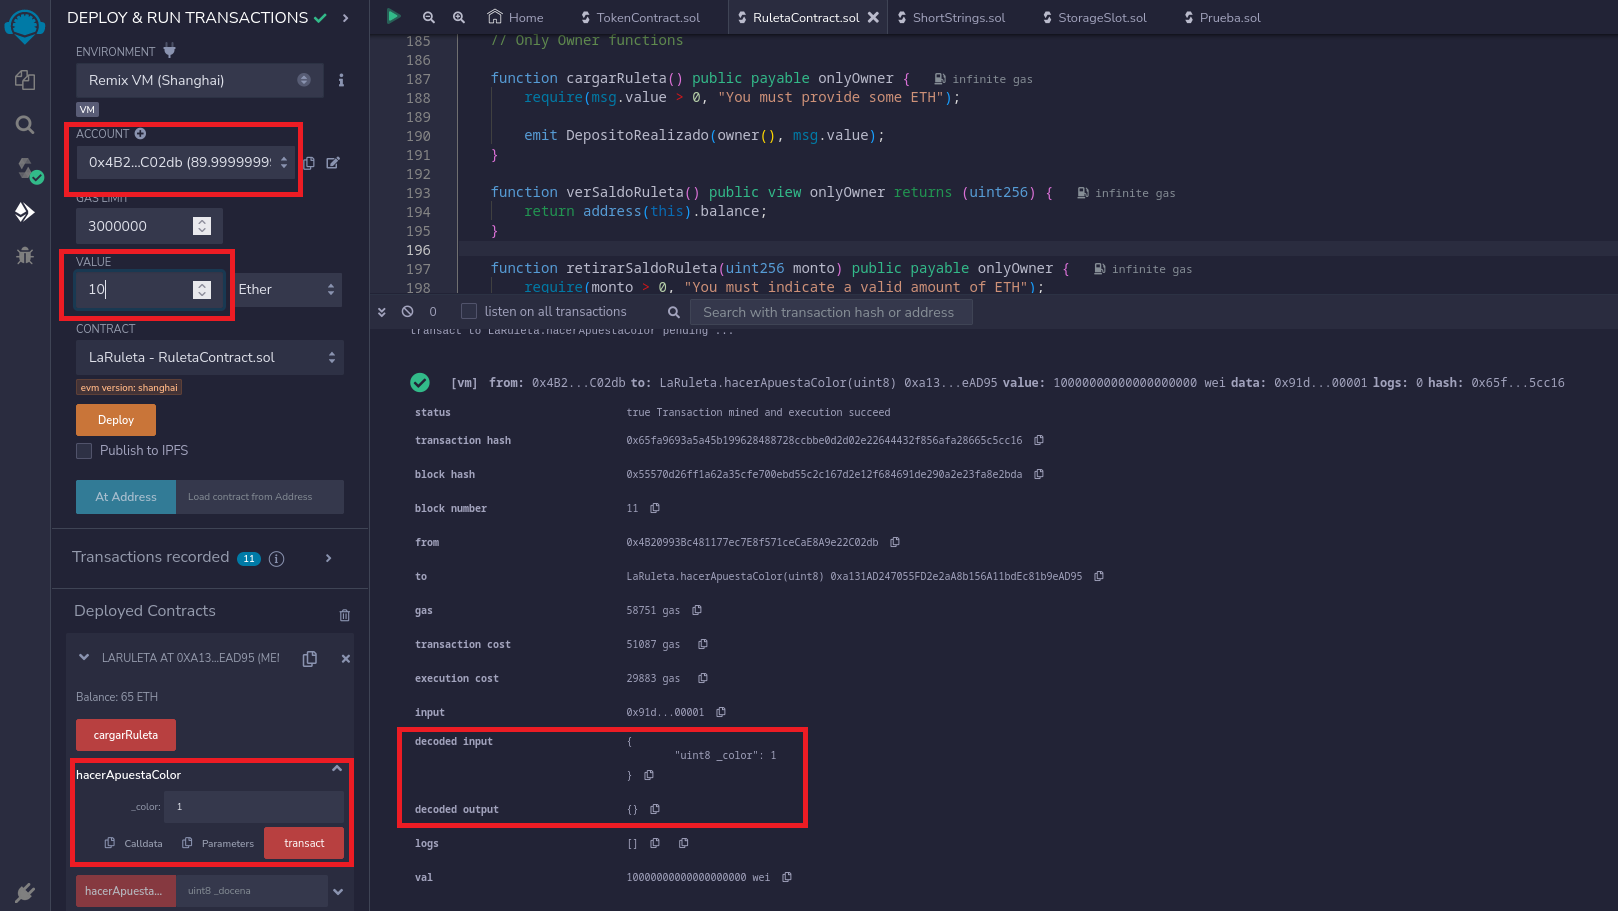 DEPLOY & RUN TRANSACTIONS
ENVIRONMENT
Remix VM (Shanghai)
VM
ACCOUNT
0x4B2...C02db (89.99999999
GAS LIMIT
3000000
VALUE
10
Ether
CONTRACT
LaRuleta - RuletaContract.sol
evm version: shanghai
Deploy
Publish to IPFS
At Address
Load contract from Address
Transactions recorded 11 i
Deployed Contracts
LARULETA AT 0XA13...EAD95 (MEM
Balance: 65 ETH
cargarRuleta
hacerApuestaColor
_color: 1
Calldata Parameters transact
hacerApuesta... uint8 _docena
Home TokenContract.sol RuletaContract.sol ShortStrings.sol StorageSlot.sol Prueba.sol
185 // Only Owner functions
186
187 function cargarRuleta() public payable onlyOwner { infinite gas
188 require(msg.value > 0, "You must provide some ETH");
189
190 emit DepositoRealizado(owner(), msg.value);
191 }
192
193 function verSaldoRuleta() public view onlyOwner returns (uint256) { infinite gas
194 return address(this).balance;
195 }
196
197 function retirarSaldoRuleta(uint256 monto) public payable onlyOwner { infinite gas
198 require(monto > 0, "You must indicate a valid amount of ETH");
0 listen on all transactions Search with transaction hash or address
transact to LaRuleta.hacerApuestaColor pending ...
[vm] from: 0x4B2...C02db to: LaRuleta.hacerApuestaColor(uint8) 0xa13...eAD95 value: 10000000000000000000 wei data: 0x91d...00001 logs: 0 hash: 0x65f...5cc16
status true Transaction mined and execution succeed
transaction hash 0x65fa9693a5a45b199628488728ccbbe0d2d02e22644432f856afa28665c5cc16
block hash 0x55570d26ff1a62a35cfe700ebd55c2c167d2e12f684691de290a2e23fa8e2bda
block number 11
from 0x4B20993Bc481177ec7E8f571ceCaE8A9e22C02db
to LaRuleta.hacerApuestaColor(uint8) 0xa131AD247055FD2e2aA8b156A11bdEc81b9eAD95
gas 58751 gas
transaction cost 51087 gas
execution cost 29883 gas
input 0x91d...00001
decoded input {
"uint8 _color": 1
}
decoded output {}
logs []
val 10000000000000000000 wei